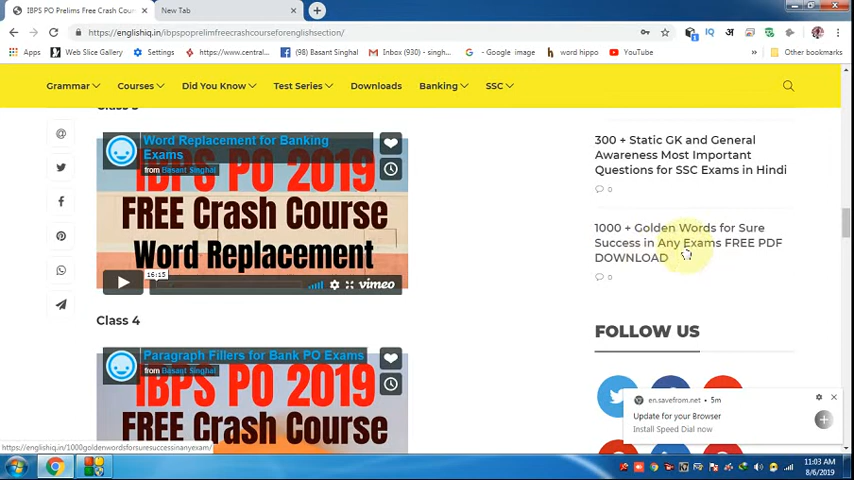 IBPS PO Prelims Free Crash Cour
New Tab
https://englishiq.in/ibpspoprelimfreecrashcourseforenglishsection/
Apps
Web Slice Gallery
Settings
https://www.central...
(98) Basant Singhal
Inbox (930) - singh...
- Google - image
word hippo
YouTube
Other bookmarks
Grammar
Courses
Did You Know
Test Series
Downloads
Banking
SSC
Word Replacement for Banking
Exams
from Basant Singhal
IBPS PO 2019
FREE Crash Course
Word Replacement
16:15
vimeo
Class 4
Paragraph Fillers for Bank PO Exams
from Basant Singhal
IBPS PO 2019
FREE Crash Course
300 + Static GK and General
Awareness Most Important
Questions for SSC Exams in Hindi
0
1000 + Golden Words for Sure
Success in Any Exams FREE PDF
DOWNLOAD
0
FOLLOW US
en.savefrom.net • 5m
Update for your Browser
Install Speed Dial now
https://englishiq.in/1000goldenwordsforsuresuccessinanyexam/
11:03 AM
8/6/2019